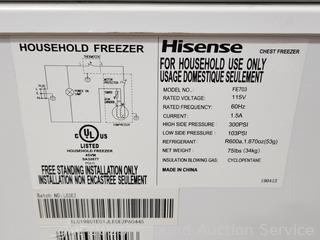 HOUSEHOLD FREEZER
THERMOSTAT
COMPRESSOR
UL
LISTED
HOUSEHOLD FREEZER
FREE STANDING INSTALLATION ONLY
INSTALLATION NON ENCASTREE SEULEMENT
Hisense
CHEST FREEZER
FOR HOUSEHOLD USE ONLY
USAGE DOMESTIQUE SEULEMENT
MODEL NO. FE703
RATED VOLTAGE: 115V
RATED FREQUENCY: 60Hz
CURRENT: 1.5A
HIGH SIDE PRESSURE: 300PSI
LOW SIDE PRESSURE: 103PSI
REFRIGERANT: R600a,1.870oz(53g)
NET WEIGHT: 75lbs (34kg)
INSULATION BLOWING GAS: CYCLOPENTANE
MADE IN CHINA